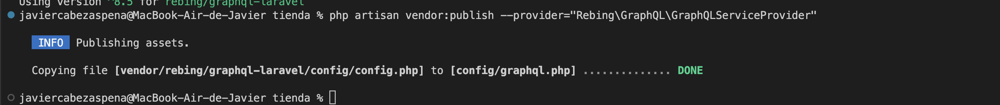 Using version ^8.5 for rebing/graphql-laravel
javiercabezaspena@MacBook-Air-de-Javier tienda % php artisan vendor:publish --provider="Rebing\GraphQL\GraphQLServiceProvider"
INFO Publishing assets.
Copying file [vendor/rebing/graphql-laravel/config/config.php] to [config/graphql.php] .............. DONE
javiercabezaspena@MacBook-Air-de-Javier tienda %